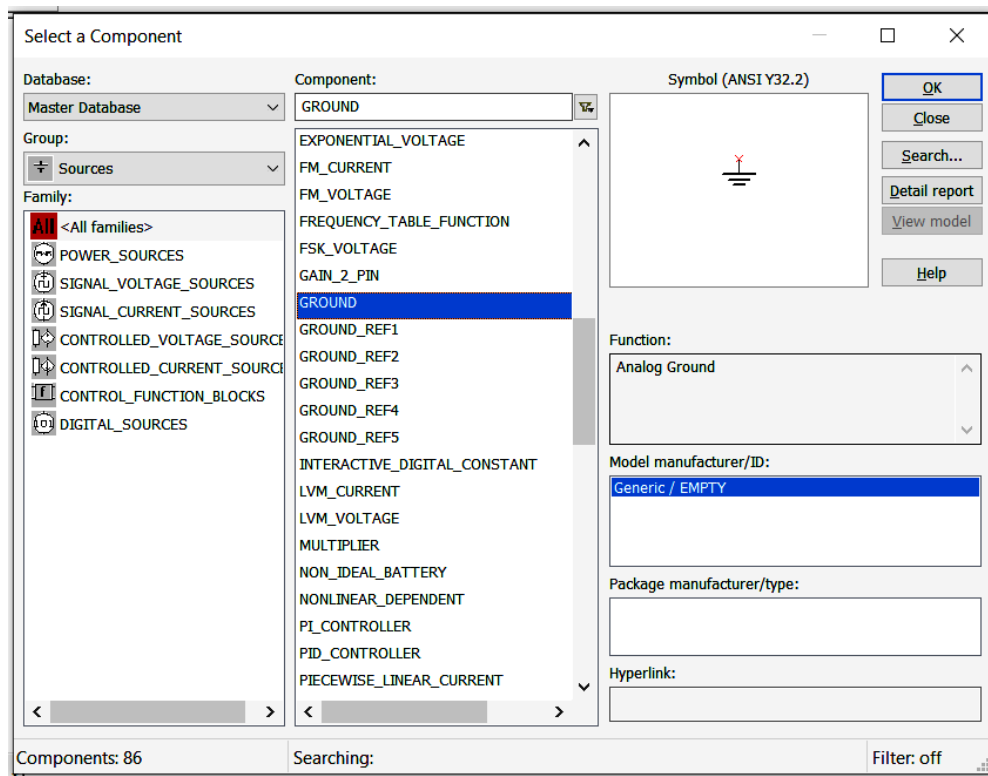 Select a Component
Database:
Master Database
Group:
Sources
Family:
All <All families>
POWER_SOURCES
SIGNAL_VOLTAGE_SOURCES
SIGNAL_CURRENT_SOURCES
CONTROLLED_VOLTAGE_SOURCE
CONTROLLED_CURRENT_SOURCE
CONTROL_FUNCTION_BLOCKS
DIGITAL_SOURCES
Component:
GROUND
EXPONENTIAL_VOLTAGE
FM_CURRENT
FM_VOLTAGE
FREQUENCY_TABLE_FUNCTION
FSK_VOLTAGE
GAIN_2_PIN
GROUND
GROUND_REF1
GROUND_REF2
GROUND_REF3
GROUND_REF4
GROUND_REF5
INTERACTIVE_DIGITAL_CONSTANT
LVM_CURRENT
LVM_VOLTAGE
MULTIPLIER
NON_IDEAL_BATTERY
NONLINEAR_DEPENDENT
PI_CONTROLLER
PID_CONTROLLER
PIECEWISE_LINEAR_CURRENT
Symbol (ANSI Y32.2)
Function:
Analog Ground
Model manufacturer/ID:
Generic / EMPTY
Package manufacturer/type:
Hyperlink:
OK
Close
Search...
Detail report
View model
Help
Components: 86
Searching:
Filter: off